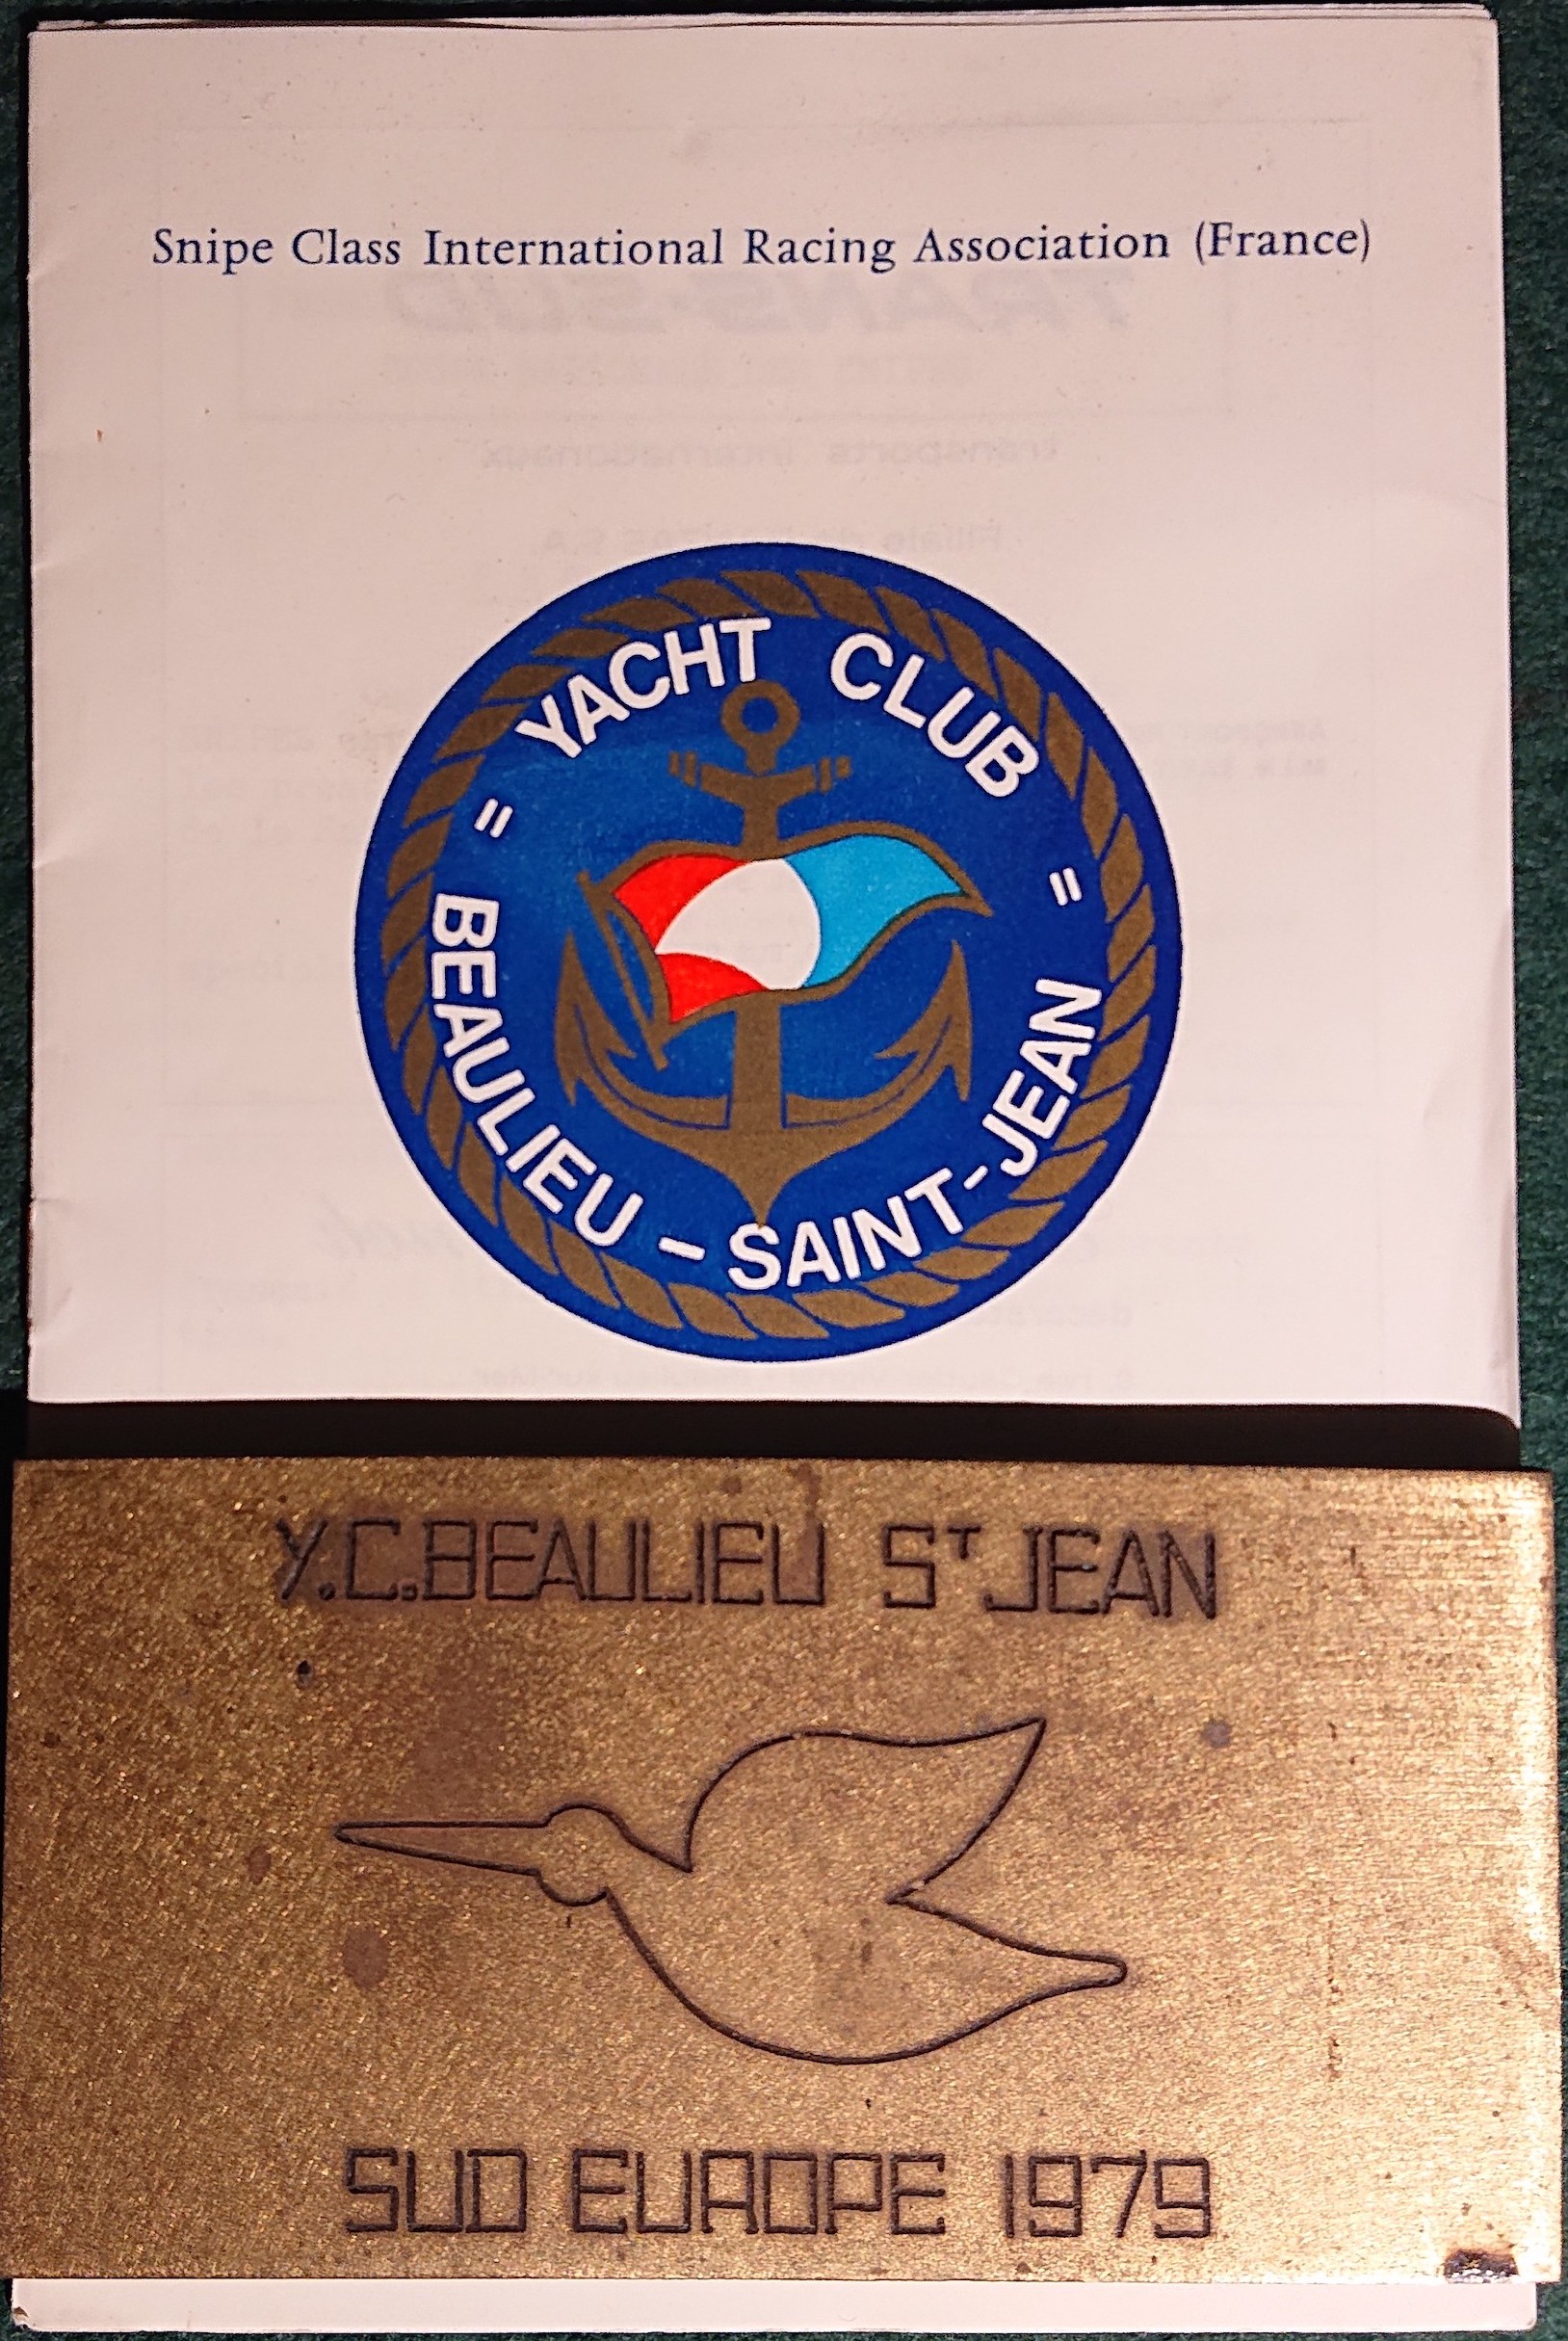 Snipe Class International Racing Association (France)
= YACHT CLUB =
BEAULIEU - SAINT-JEAN
Y.C.BEAULIEU ST JEAN
SUD EUROPE 1979